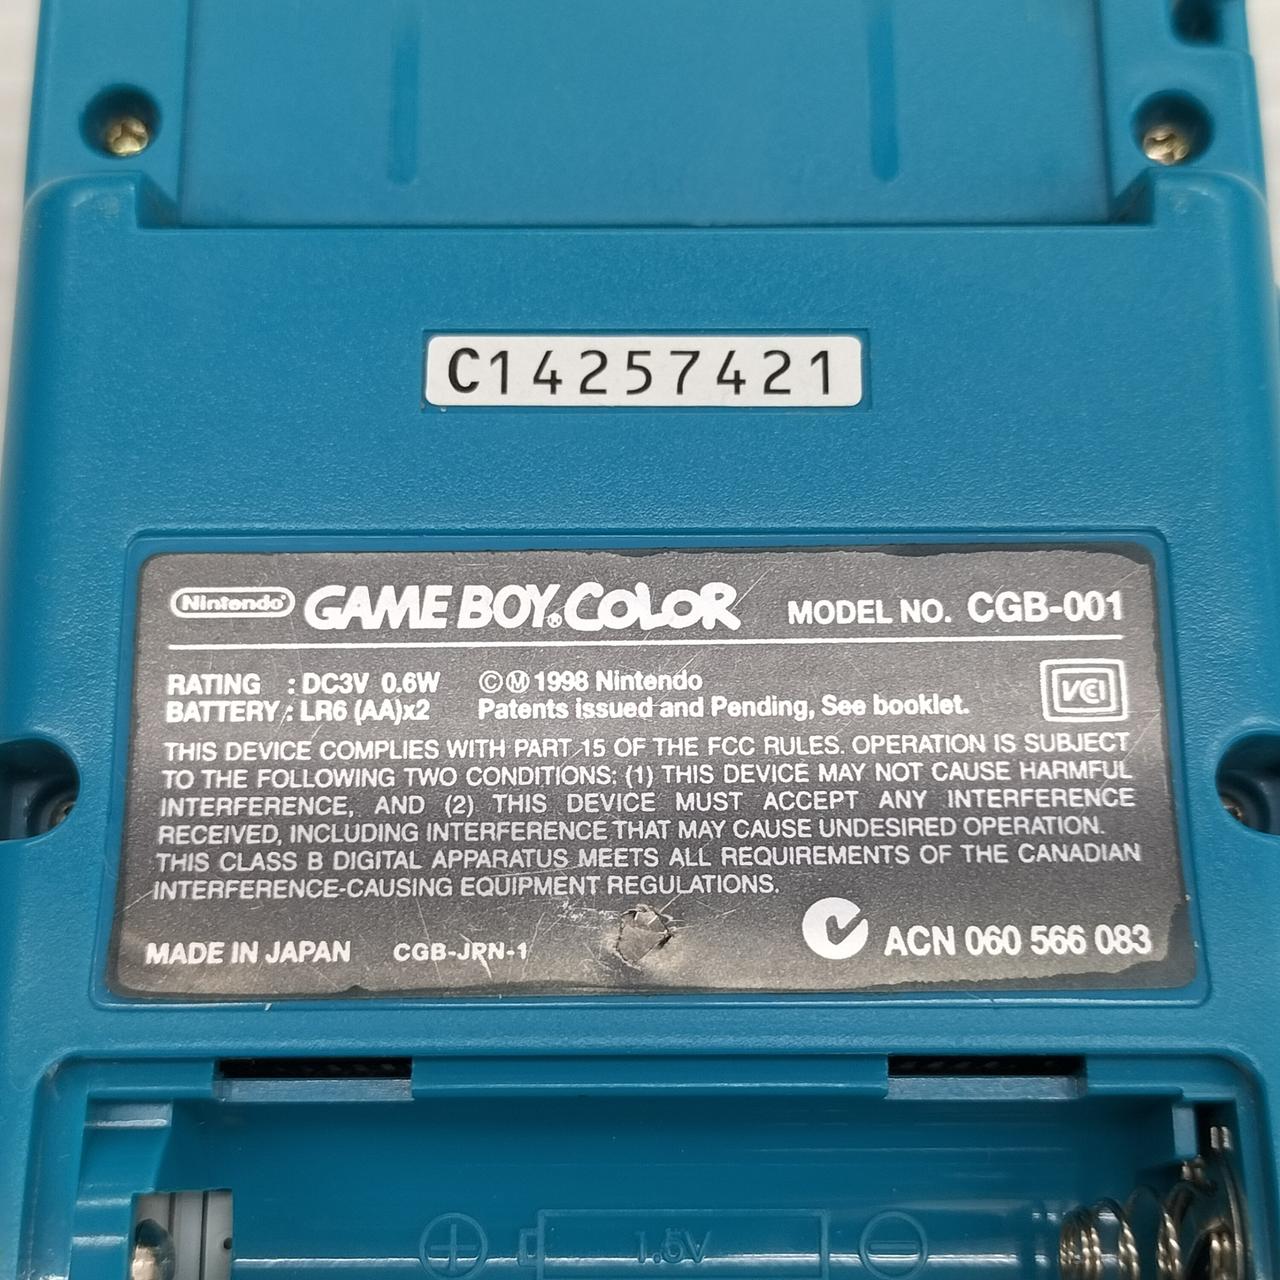 C14257421
Nintendo® GAME BOY® COLOR MODEL NO. CGB-001
RATING : DC3V 0.6W ©Ⓜ1998 Nintendo
BATTERY : LR6 (AA)x2 Patents issued and Pending, See booklet.
VCI
THIS DEVICE COMPLIES WITH PART 15 OF THE FCC RULES. OPERATION IS SUBJECT
TO THE FOLLOWING TWO CONDITIONS: (1) THIS DEVICE MAY NOT CAUSE HARMFUL
INTERFERENCE, AND (2) THIS DEVICE MUST ACCEPT ANY INTERFERENCE
RECEIVED, INCLUDING INTERFERENCE THAT MAY CAUSE UNDESIRED OPERATION.
THIS CLASS B DIGITAL APPARATUS MEETS ALL REQUIREMENTS OF THE CANADIAN
INTERFERENCE-CAUSING EQUIPMENT REGULATIONS.
MADE IN JAPAN CGB-JPN-1 ACN 060 566 083
+ 1.5V −